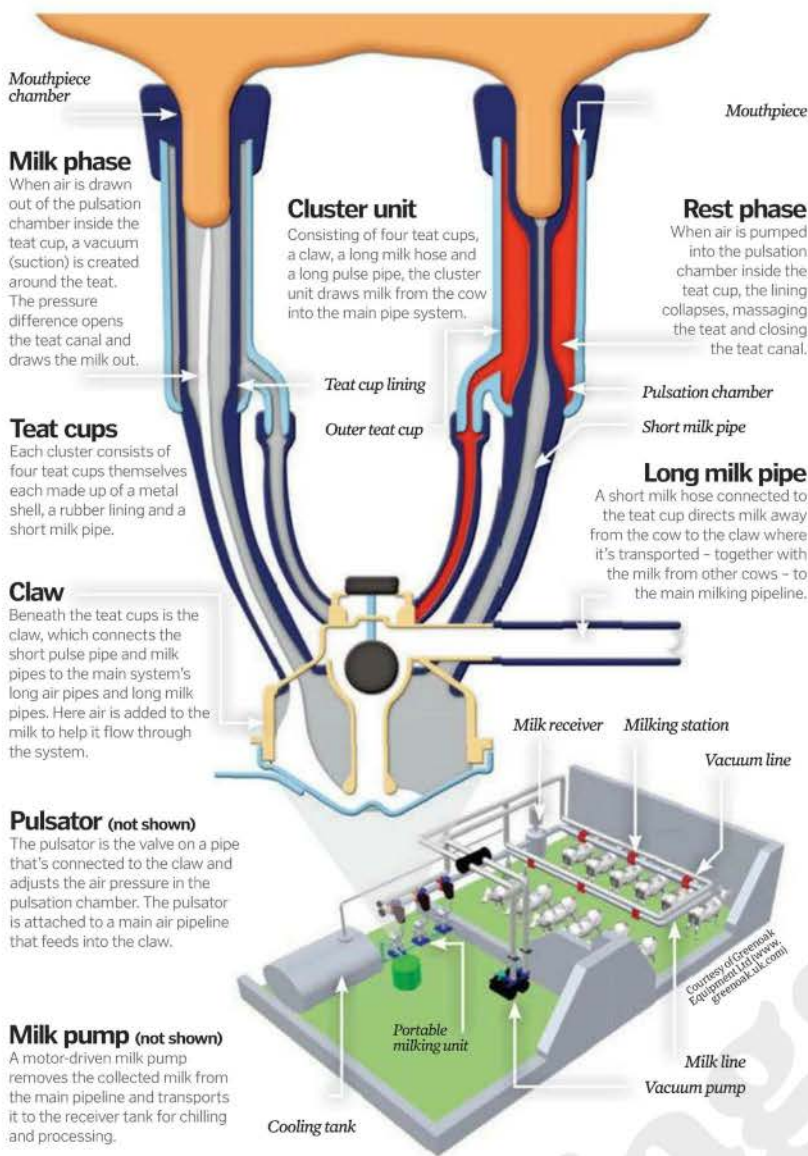 Mouthpiece
chamber
Mouthpiece
Milk phase
When air is drawn
out of the pulsation
chamber inside the
teat cup, a vacuum
(suction) is created
around the teat.
The pressure
difference opens
the teat canal and
draws the milk out.
Cluster unit
Consisting of four teat cups,
a claw, a long milk hose and
a long pulse pipe, the cluster
unit draws milk from the cow
into the main pipe system.
Rest phase
When air is pumped
into the pulsation
chamber inside the
teat cup, the lining
collapses, massaging
the teat and closing
the teat canal.
Teat cup lining
Outer teat cup
Pulsation chamber
Short milk pipe
Teat cups
Each cluster consists of
four teat cups themselves
each made up of a metal
shell, a rubber lining and a
short milk pipe.
Long milk pipe
A short milk hose connected to
the teat cup directs milk away
from the cow to the claw where
it's transported – together with
the milk from other cows – to
the main milking pipeline.
Claw
Beneath the teat cups is the
claw, which connects the
short pulse pipe and milk
pipes to the main system's
long air pipes and long milk
pipes. Here air is added to the
milk to help it flow through
the system.
Milk receiver
Milking station
Vacuum line
Pulsator (not shown)
The pulsator is the valve on a pipe
that's connected to the claw and
adjusts the air pressure in the
pulsation chamber. The pulsator
is attached to a main air pipeline
that feeds into the claw.
Courtesy of Greenoak
Equipment Ltd (www.
greenoak.uk.com)
Milk pump (not shown)
A motor-driven milk pump
removes the collected milk from
the main pipeline and transports
it to the receiver tank for chilling
and processing.
Portable
milking unit
Cooling tank
Milk line
Vacuum pump